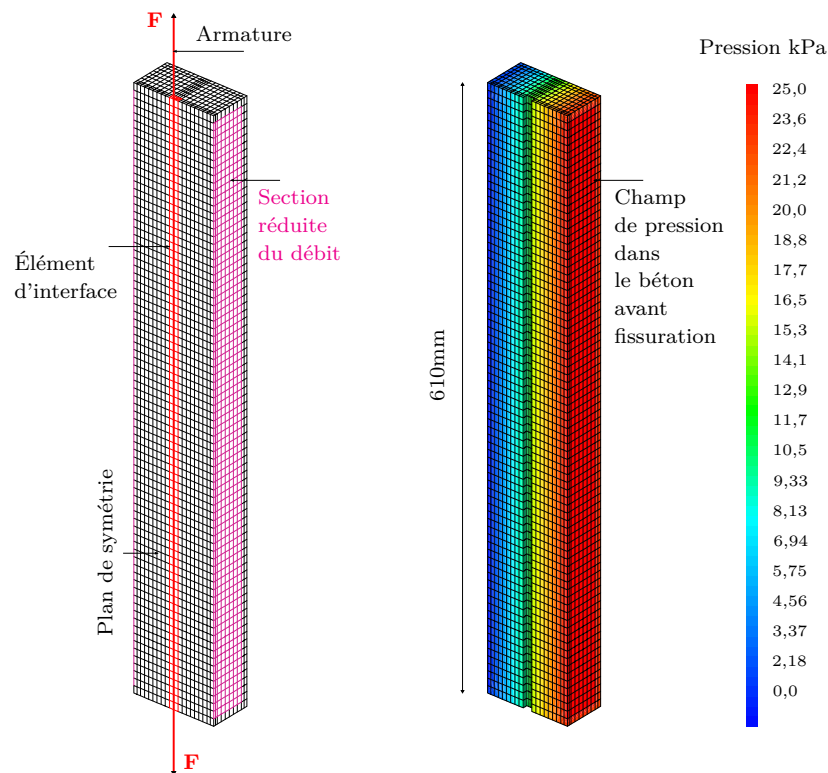 F
Armature
Section
réduite
du débit
Élément
d'interface
Plan de symétrie
F
610mm
Champ
de pression
dans
le béton
avant
fissuration
Pression kPa
25,0
23,6
22,4
21,2
20,0
18,8
17,7
16,5
15,3
14,1
12,9
11,7
10,5
9,33
8,13
6,94
5,75
4,56
3,37
2,18
0,0